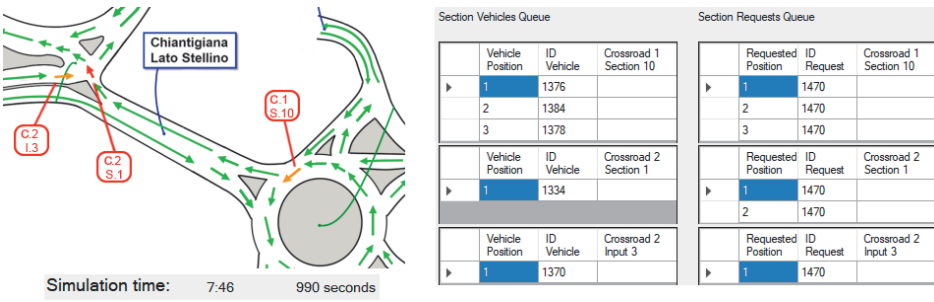 Chiantigiana
Lato Stellino
C.1
S.10
C.2
I.3
C.2
S.1
Simulation time: 7:46 990 seconds
Section Vehicles Queue
Vehicle Position ID Vehicle Crossroad 1 Section 10
1 1376
2 1384
3 1378
Vehicle Position ID Vehicle Crossroad 2 Section 1
1 1334
Vehicle Position ID Vehicle Crossroad 2 Input 3
1 1370
Section Requests Queue
Requested Position ID Request Crossroad 1 Section 10
1 1470
2 1470
3 1470
Requested Position ID Request Crossroad 2 Section 1
1 1470
2 1470
Requested Position ID Request Crossroad 2 Input 3
1 1470